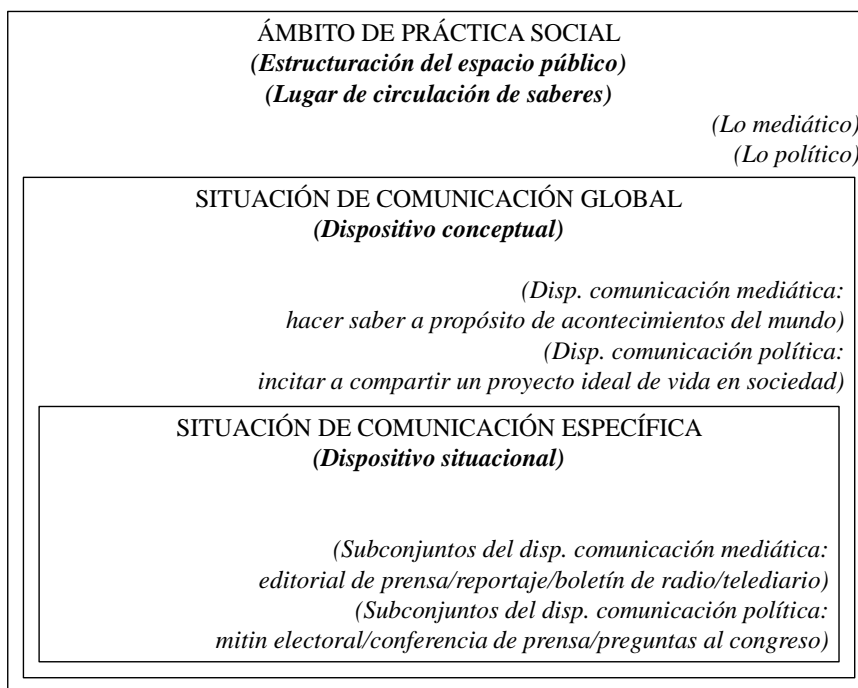 ÁMBITO DE PRÁCTICA SOCIAL
(Estructuración del espacio público)
(Lugar de circulación de saberes)
(Lo mediático)
(Lo político)
SITUACIÓN DE COMUNICACIÓN GLOBAL
(Dispositivo conceptual)
(Disp. comunicación mediática:
hacer saber a propósito de acontecimientos del mundo)
(Disp. comunicación política:
incitar a compartir un proyecto ideal de vida en sociedad)
SITUACIÓN DE COMUNICACIÓN ESPECÍFICA
(Dispositivo situacional)
(Subconjuntos del disp. comunicación mediática:
editorial de prensa/reportaje/boletín de radio/telediario)
(Subconjuntos del disp. comunicación política:
mitin electoral/conferencia de prensa/preguntas al congreso)